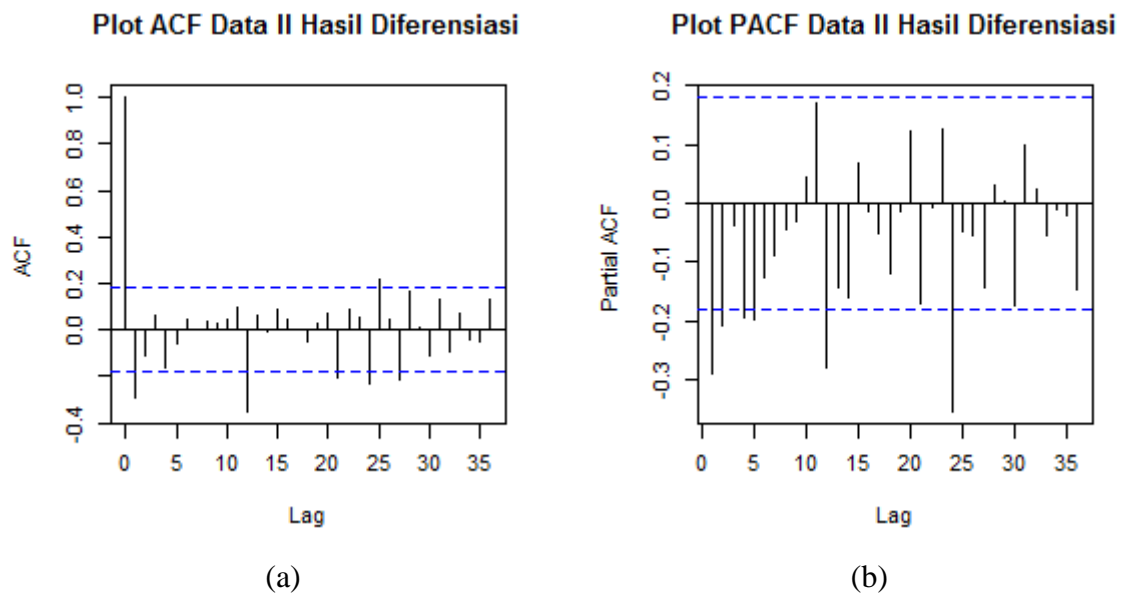 Plot ACF Data II Hasil Diferensiasi
ACF
1.0
0.8
0.6
0.4
0.2
0.0
-0.4
0 5 10 15 20 25 30 35
Lag
(a)
Plot PACF Data II Hasil Diferensiasi
Partial ACF
0.2
0.1
0.0
-0.1
-0.2
-0.3
0 5 10 15 20 25 30 35
Lag
(b)